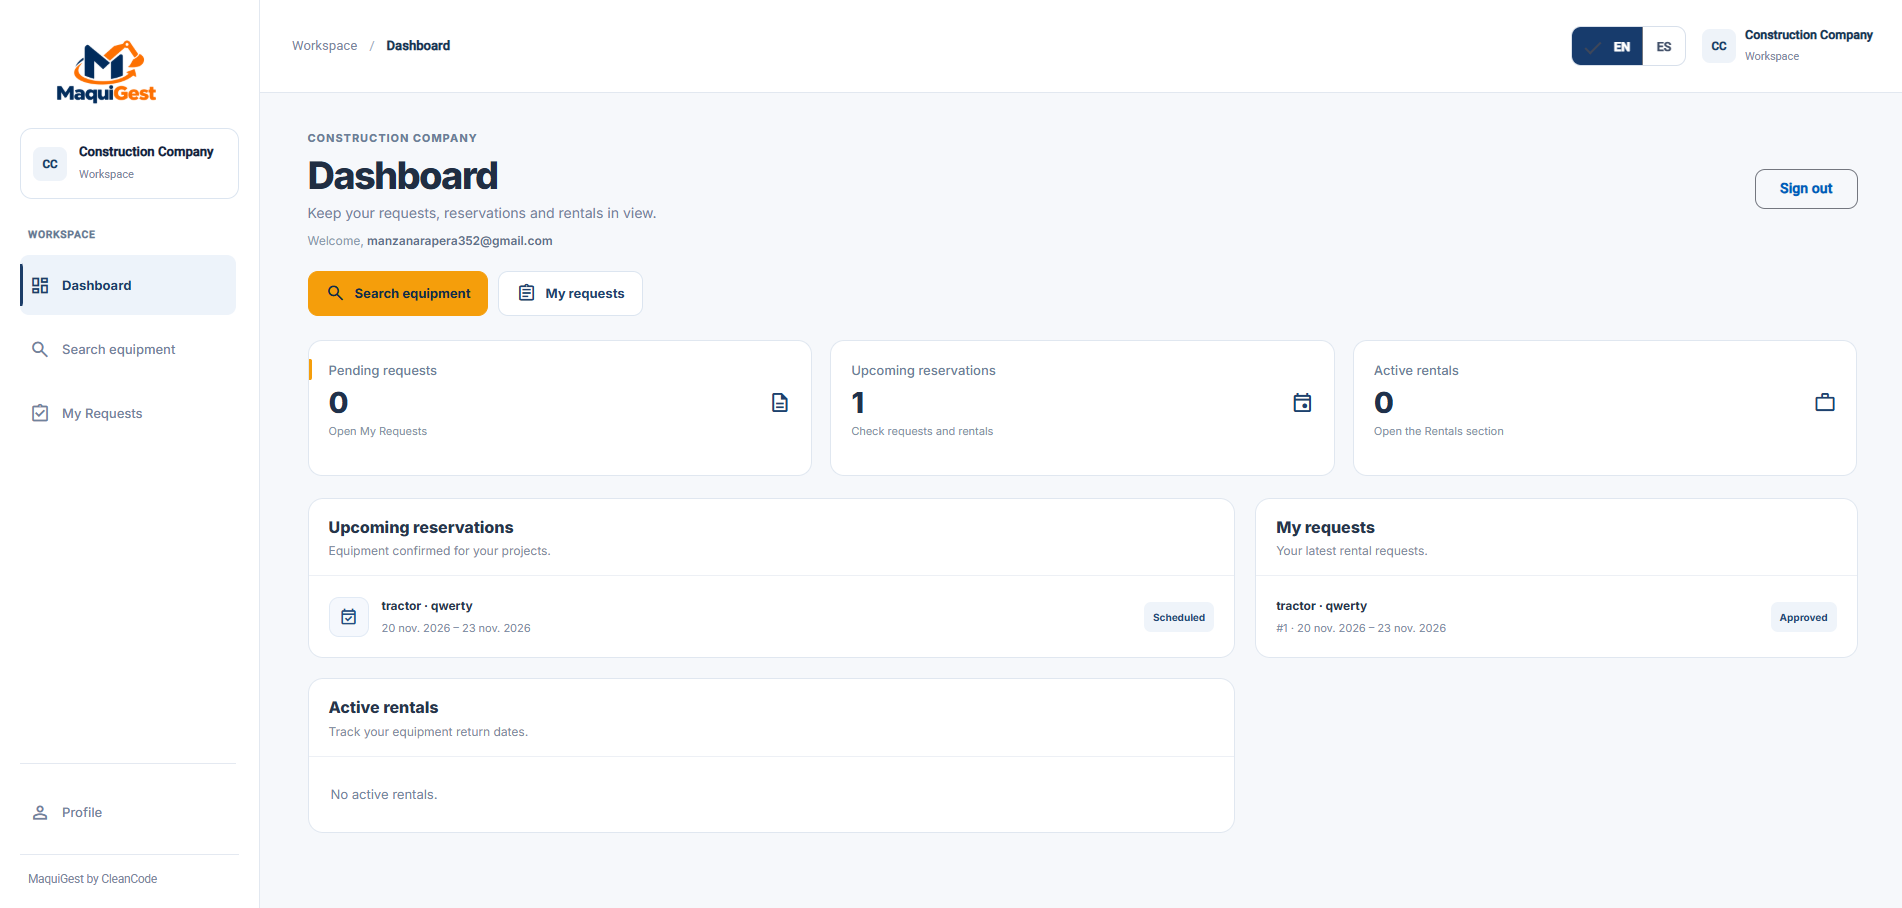 MaquiGest
CC
Construction Company
Workspace
WORKSPACE
Dashboard
Search equipment
My Requests
Profile
MaquiGest by CleanCode
Workspace / Dashboard
EN
ES
CC
Construction Company
Workspace
CONSTRUCTION COMPANY
Dashboard
Keep your requests, reservations and rentals in view.
Welcome, manzanarapera352@gmail.com
Sign out
Search equipment
My requests
Pending requests
0
Open My Requests
Upcoming reservations
1
Check requests and rentals
Active rentals
0
Open the Rentals section
Upcoming reservations
Equipment confirmed for your projects.
tractor · qwerty
20 nov. 2026 – 23 nov. 2026
Scheduled
My requests
Your latest rental requests.
tractor · qwerty
#1 · 20 nov. 2026 – 23 nov. 2026
Approved
Active rentals
Track your equipment return dates.
No active rentals.